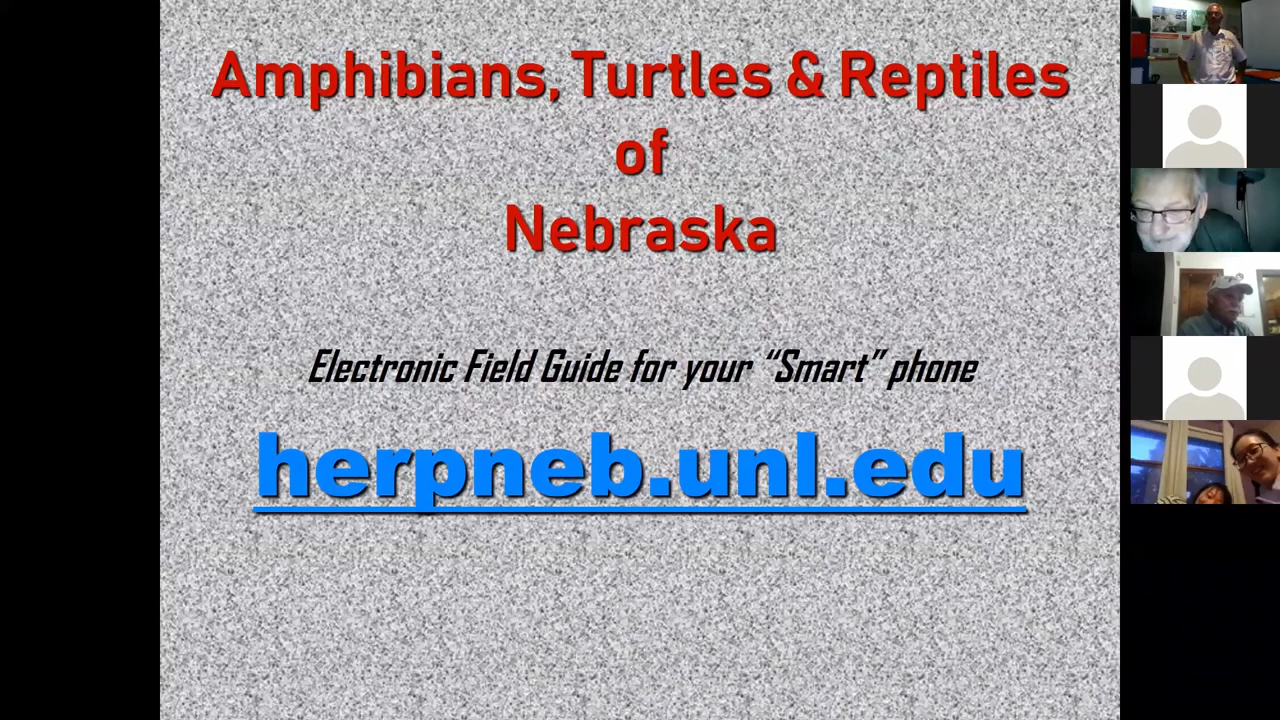 Amphibians, Turtles & Reptiles
of
Nebraska
Electronic Field Guide for your “Smart” phone
herpneb.unl.edu